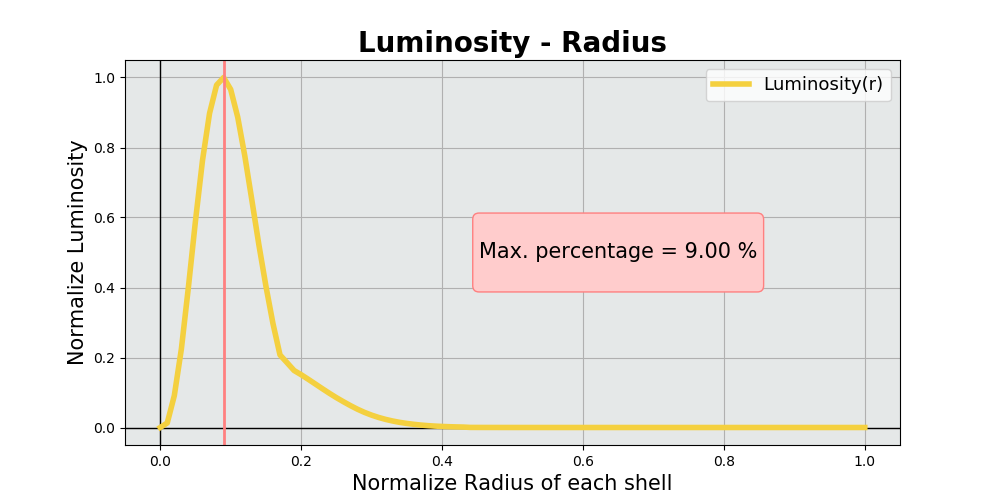 Luminosity - Radius
Luminosity(r)
Normalize Luminosity
1.0
0.8
0.6
0.4
0.2
0.0
Max. percentage = 9.00 %
0.0 0.2 0.4 0.6 0.8 1.0
Normalize Radius of each shell